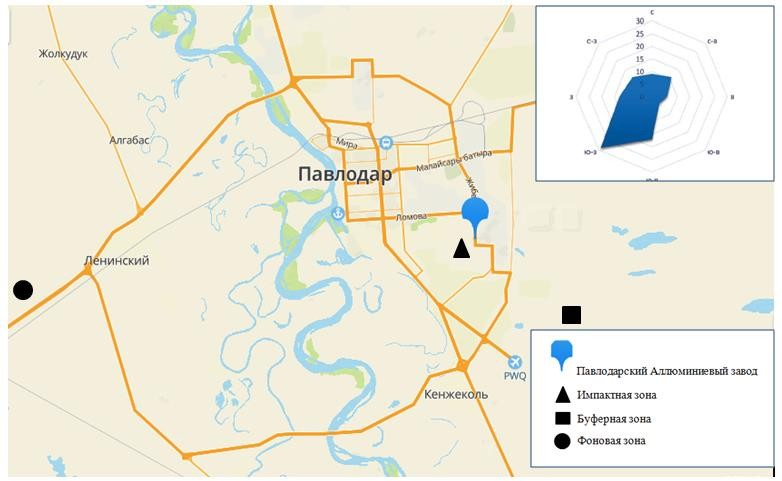 Жолкудук
Алгабас
Мира
Павлодар
Малайсары батыра
Ломова
Ленинский
Кенжеколь
PWQ
С
30
25
20
15
10
5
0
С-З
С-В
З
В
Ю-З
Ю-В
Павлодарский Аллюминиевый завод
Импактная зона
Буферная зона
Фоновая зона